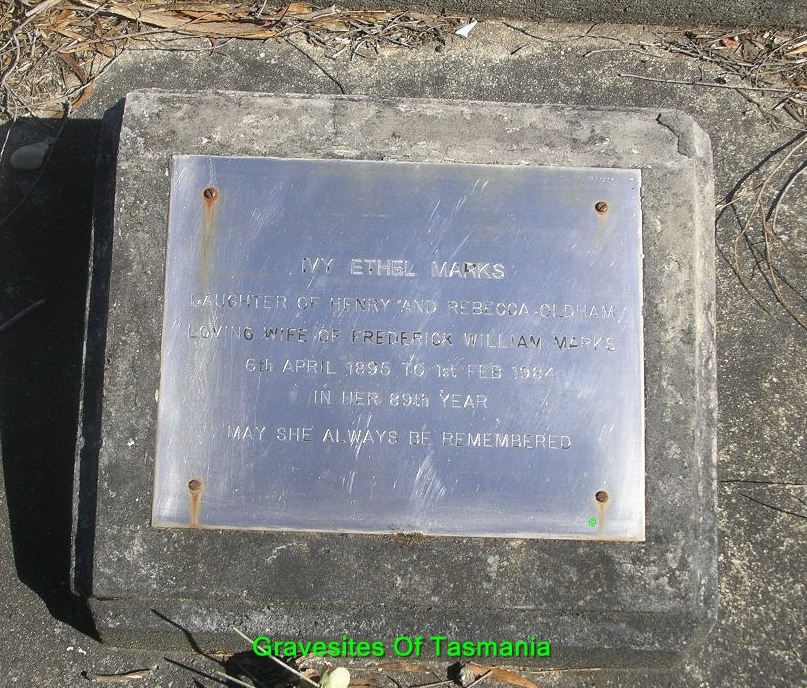 IVY ETHEL MARKS
DAUGHTER OF HENRY AND REBECCA OLDHAM
LOVING WIFE OF FREDERICK WILLIAM MARKS
6th APRIL 1895 TO 1st FEB 1984
IN HER 89th YEAR
MAY SHE ALWAYS BE REMEMBERED
©
Gravesites Of Tasmania